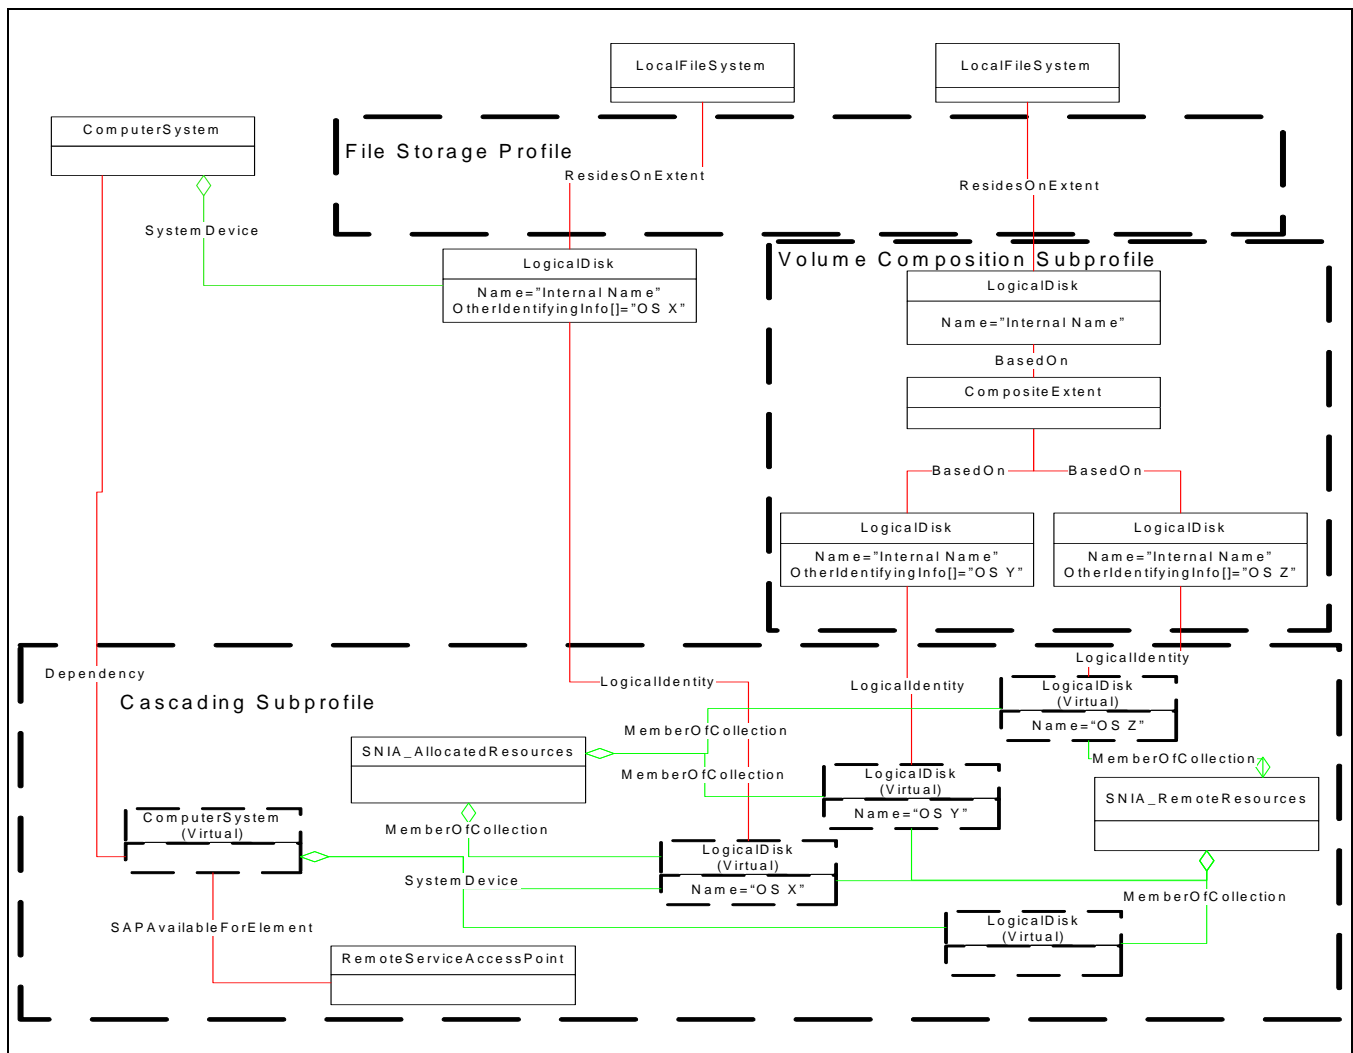 LocalFileSystem
LocalFileSystem
ComputerSystem
File Storage Profile
ResidesOnExtent
ResidesOnExtent
SystemDevice
LogicalDisk
Name="Internal Name"
OtherIdentifyingInfo[]="OS X"
Volume Composition Subprofile
LogicalDisk
Name="Internal Name"
BasedOn
CompositeExtent
BasedOn
BasedOn
LogicalDisk
Name="Internal Name"
OtherIdentifyingInfo[]="OS Y"
LogicalDisk
Name="Internal Name"
OtherIdentifyingInfo[]="OS Z"
Dependency
Cascading Subprofile
LogicalIdentity
LogicalIdentity
LogicalIdentity
LogicalDisk
(Virtual)
Name="OS Z"
MemberOfCollection
SNIA_AllocatedResources
MemberOfCollection
MemberOfCollection
LogicalDisk
(Virtual)
Name="OS Y"
SNIA_RemoteResources
ComputerSystem
(Virtual)
MemberOfCollection
LogicalDisk
(Virtual)
Name="OS X"
SystemDevice
MemberOfCollection
SAPAvailableForElement
LogicalDisk
(Virtual)
RemoteServiceAccessPoint